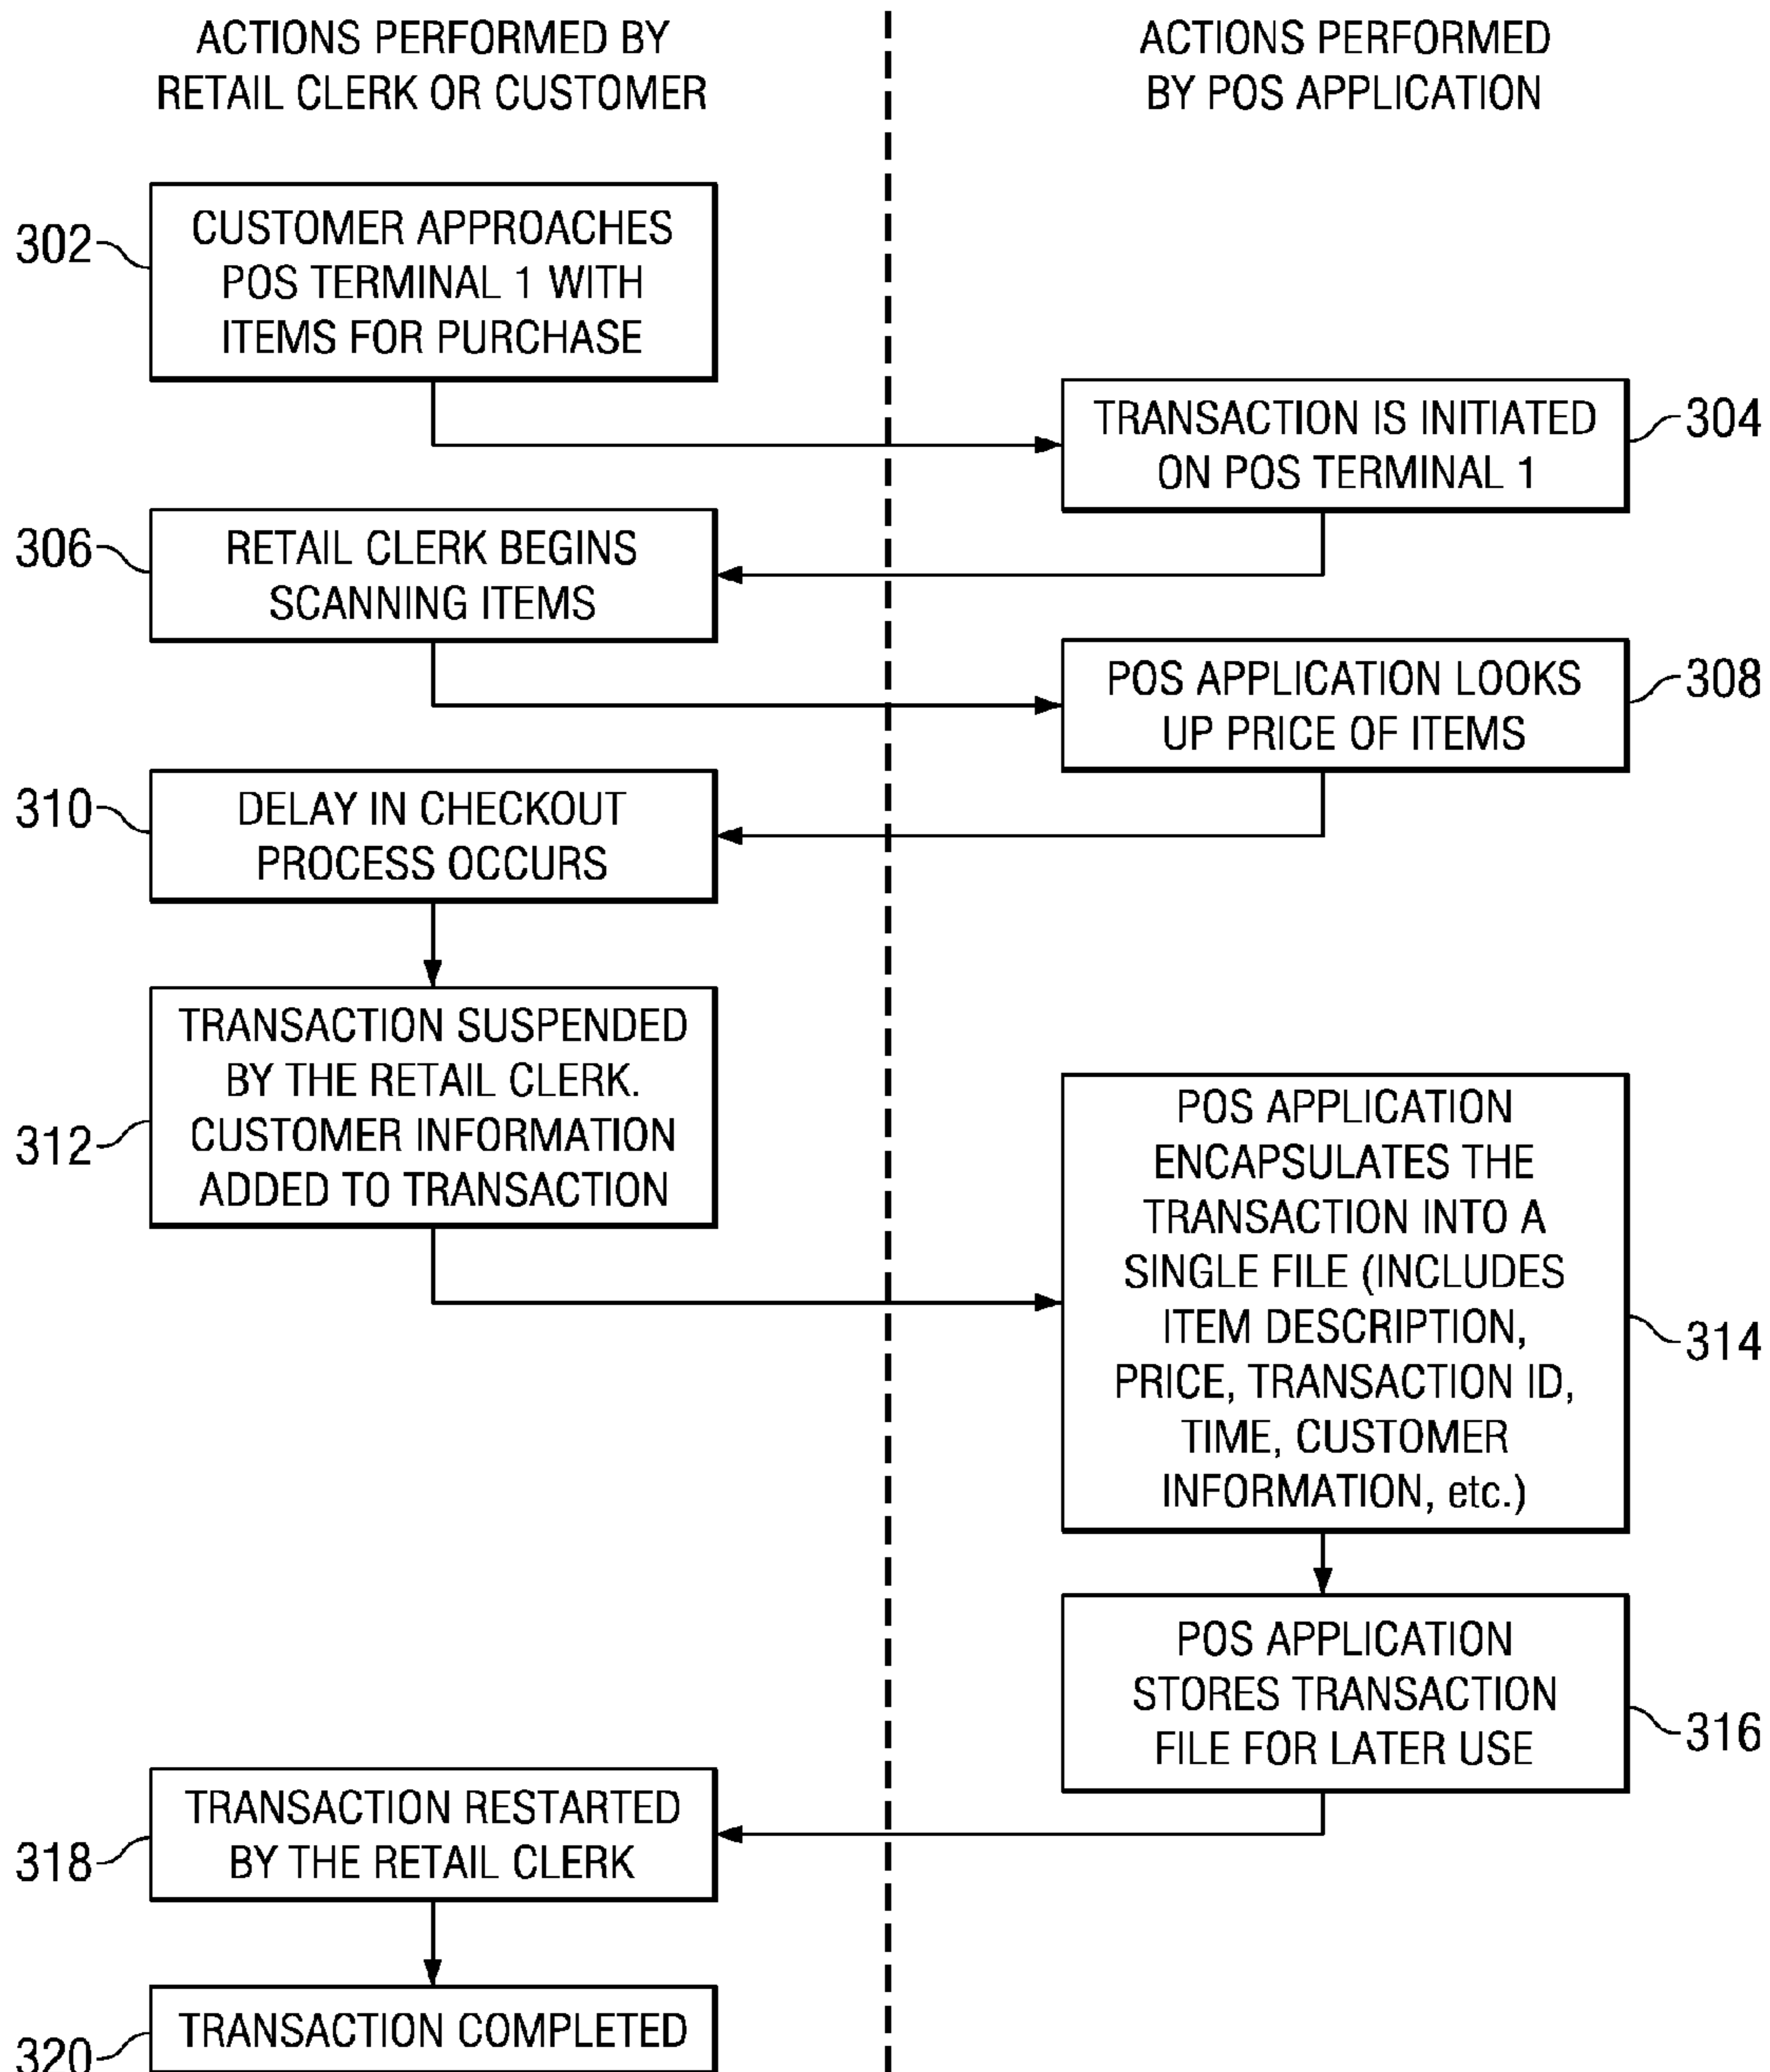 ACTIONS PERFORMED BY
RETAIL CLERK OR CUSTOMER
ACTIONS PERFORMED
BY POS APPLICATION
302
CUSTOMER APPROACHES
POS TERMINAL 1 WITH
ITEMS FOR PURCHASE
TRANSACTION IS INITIATED
ON POS TERMINAL 1
304
306
RETAIL CLERK BEGINS
SCANNING ITEMS
POS APPLICATION LOOKS
UP PRICE OF ITEMS
308
310
DELAY IN CHECKOUT
PROCESS OCCURS
312
TRANSACTION SUSPENDED
BY THE RETAIL CLERK.
CUSTOMER INFORMATION
ADDED TO TRANSACTION
POS APPLICATION
ENCAPSULATES THE
TRANSACTION INTO A
SINGLE FILE (INCLUDES
ITEM DESCRIPTION,
PRICE, TRANSACTION ID,
TIME, CUSTOMER
INFORMATION, etc.)
314
POS APPLICATION
STORES TRANSACTION
FILE FOR LATER USE
316
318
TRANSACTION RESTARTED
BY THE RETAIL CLERK
320
TRANSACTION COMPLETED